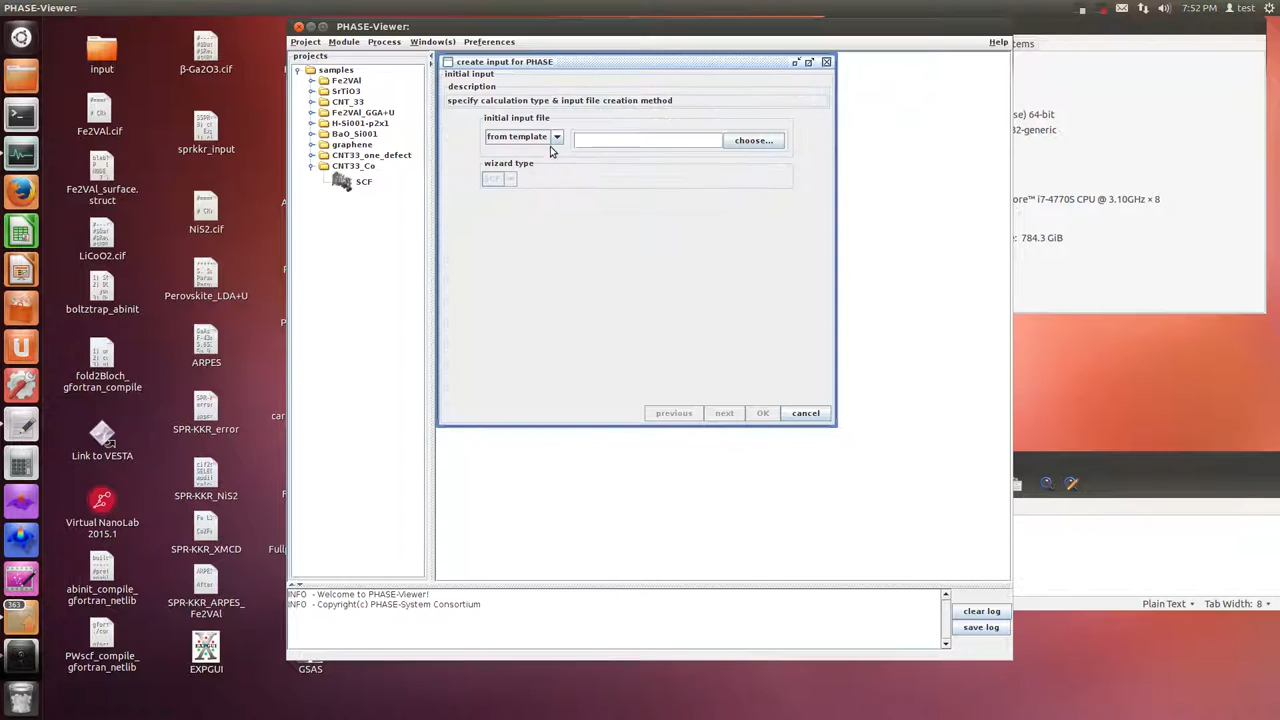 PHASE-Viewer:
7:52 PM
test
input
β-Ga2O3.cif
Fe2VAl.cif
sprkkr_input
Fe2VAl_surface.
struct
NiS2.cif
LiCoO2.cif
Perovskite_LDA+U
boltztrap_abinit
ARPES
fold2Bloch_
gfortran_compile
SPR-KKR_error
Link to VESTA
SPR-KKR_NiS2
Virtual NanoLab
2015.1
SPR-KKR_XMCD
abinit_compile_
gfortran_netlib
SPR-KKR_ARPES_
Fe2VAl
363
PWscf_compile_
gfortran_netlib
EXPGUI
GSAS
PHASE-Viewer:
Project
Module
Process
Window(s)
Preferences
Help
projects
samples
Fe2VAl
SrTiO3
CNT_33
Fe2VAl_GGA+U
H-Si001-p2x1
BaO_Si001
graphene
CNT33_one_defect
CNT33_Co
SCF
create input for PHASE
initial input
description
specify calculation type & input file creation method
initial input file
from template
choose...
wizard type
SCF
previous
next
OK
cancel
INFO - Welcome to PHASE-Viewer!
INFO - Copyright(c) PHASE-System Consortium
clear log
save log
tems
64-bit
32-generic
ore™ i7-4770S CPU @ 3.10GHz × 8
784.3 GiB
Plain Text
Tab Width: 8